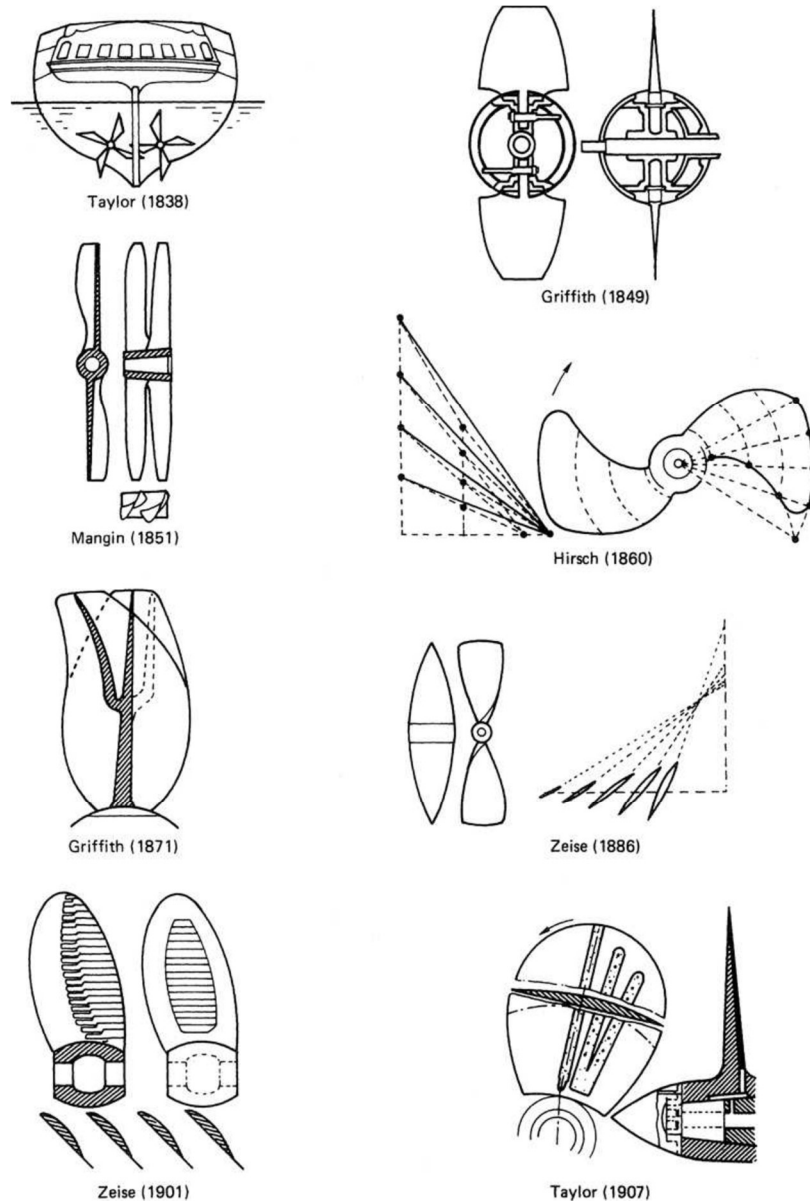 Taylor (1838)
Griffith (1849)
Mangin (1851)
Hirsch (1860)
Griffith (1871)
Zeise (1886)
Zeise (1901)
Taylor (1907)